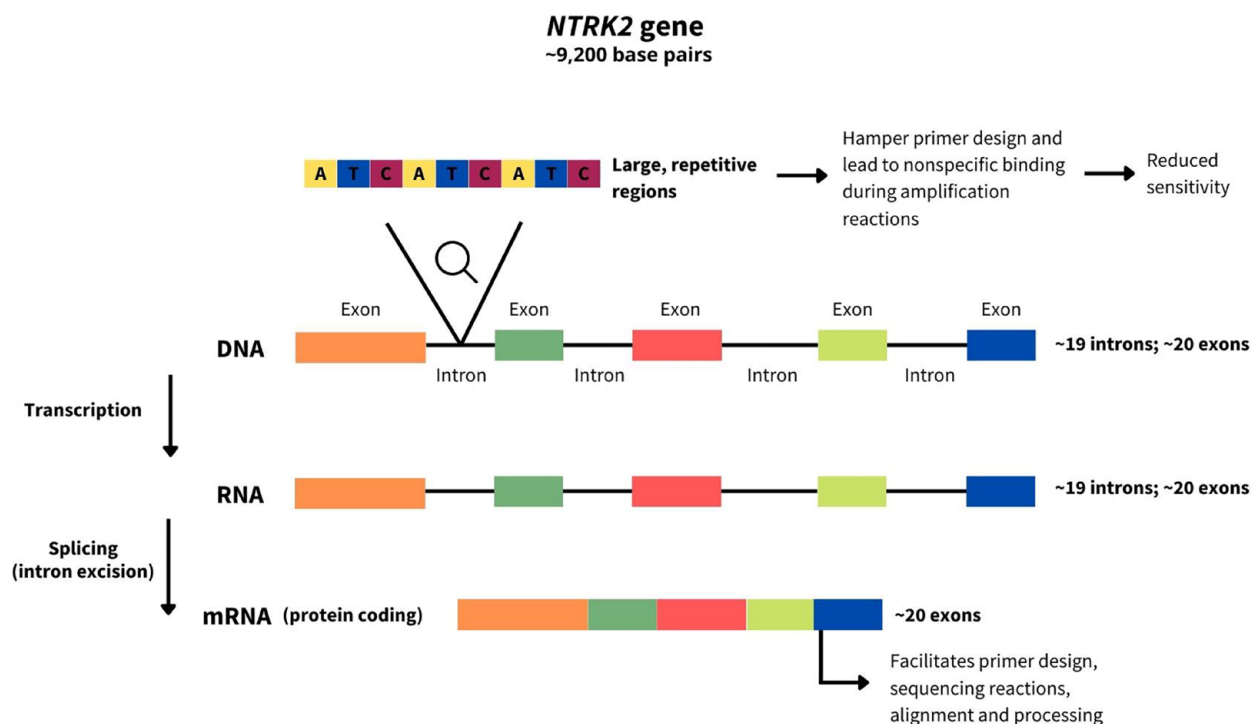 NTRK2 gene
~9,200 base pairs
A T C A T C A T C
Large, repetitive
regions
Hamper primer design and
lead to nonspecific binding
during amplification
reactions
Reduced
sensitivity
Exon Exon Exon Exon Exon
DNA
~19 introns; ~20 exons
Intron Intron Intron Intron
Transcription
RNA
~19 introns; ~20 exons
Splicing
(intron excision)
mRNA (protein coding)
~20 exons
Facilitates primer design,
sequencing reactions,
alignment and processing